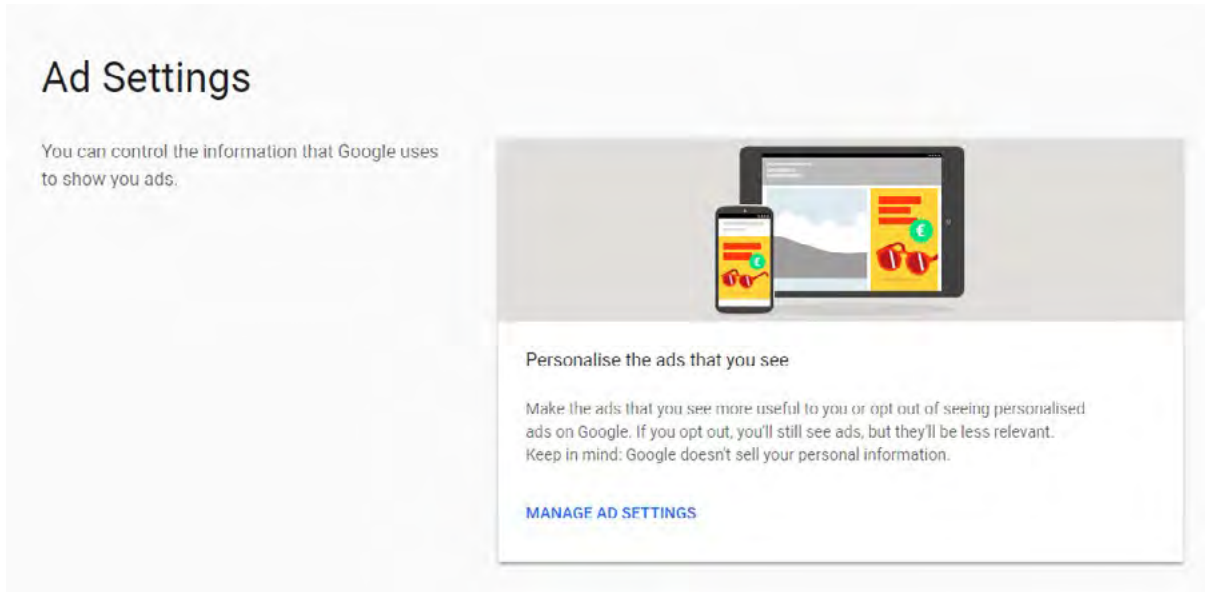 Ad Settings
You can control the information that Google uses
to show you ads.
€
€
Personalise the ads that you see
Make the ads that you see more useful to you or opt out of seeing personalised
ads on Google. If you opt out, you'll still see ads, but they'll be less relevant.
Keep in mind: Google doesn't sell your personal information.
MANAGE AD SETTINGS